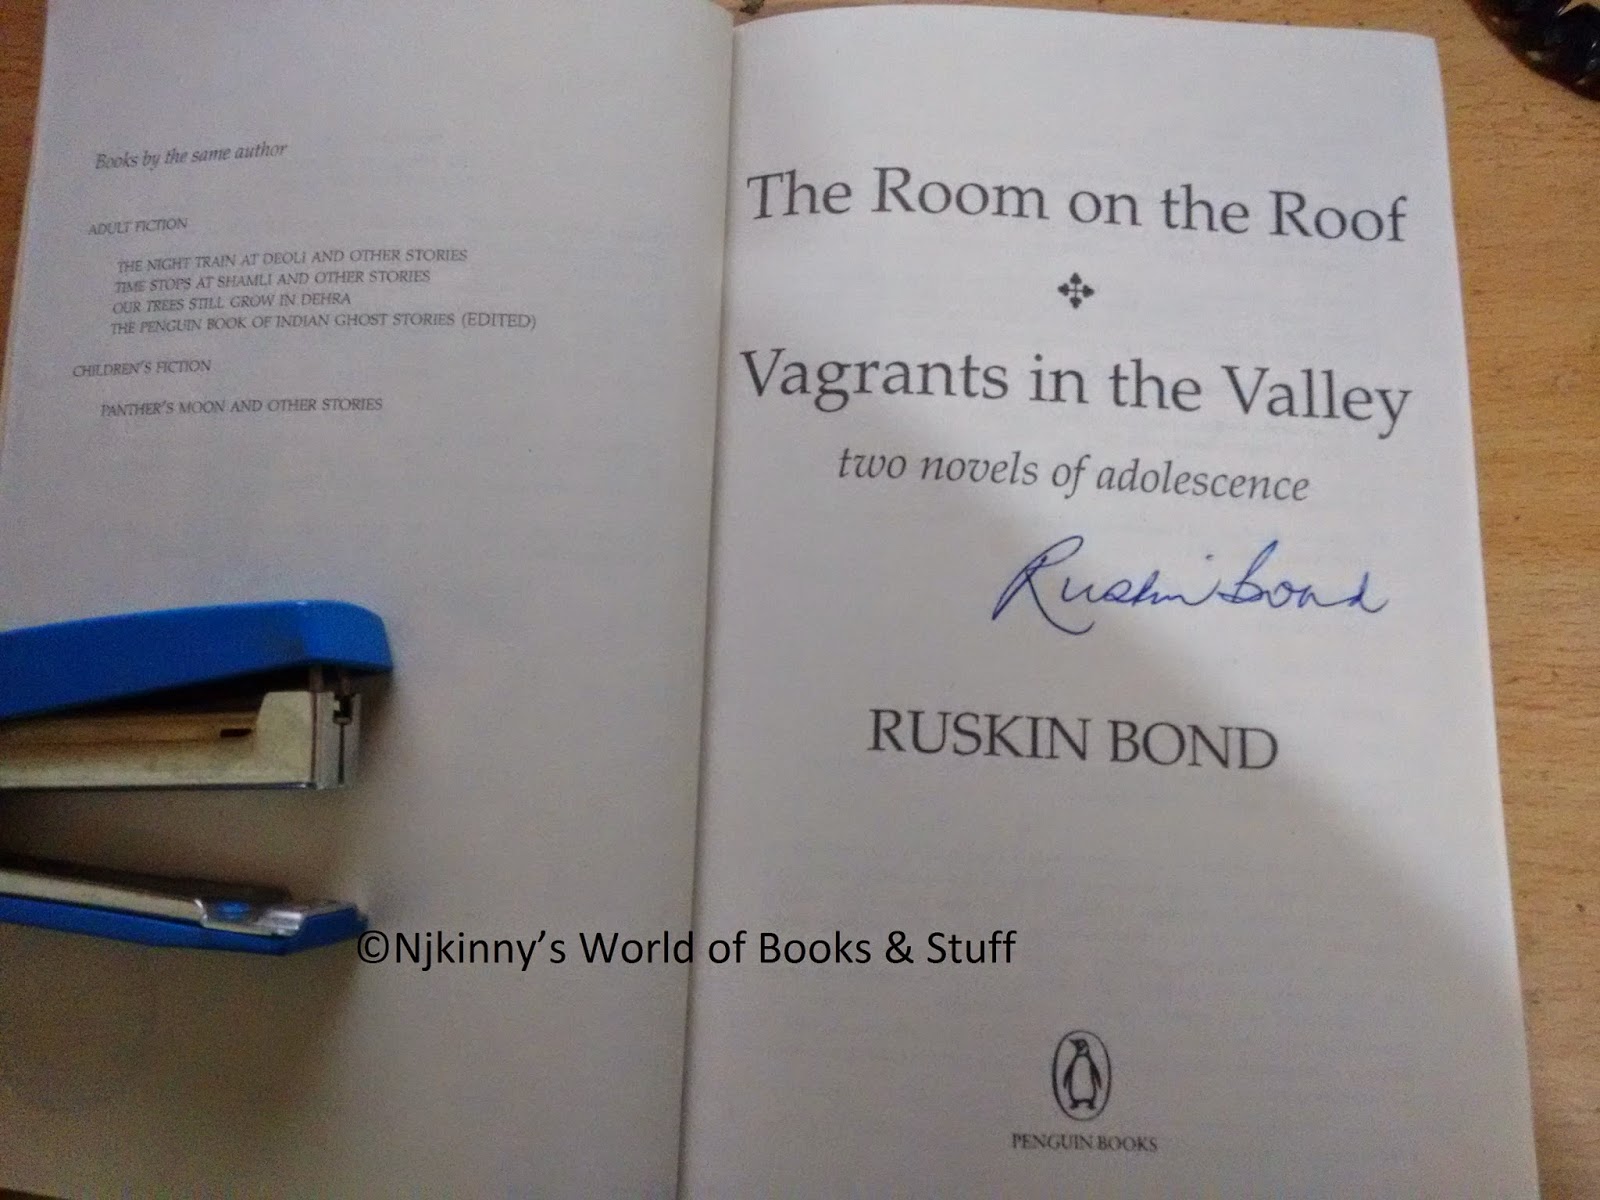 Books by the same author
ADULT FICTION
THE NIGHT TRAIN AT DEOLI AND OTHER STORIES
TIME STOPS AT SHAMLI AND OTHER STORIES
OUR TREES STILL GROW IN DEHRA
THE PENGUIN BOOK OF INDIAN GHOST STORIES (EDITED)
CHILDREN'S FICTION
PANTHER'S MOON AND OTHER STORIES
The Room on the Roof
Vagrants in the Valley
two novels of adolescence
Ruskin Bond
RUSKIN BOND
©Njkinny’s World of Books & Stuff
PENGUIN BOOKS